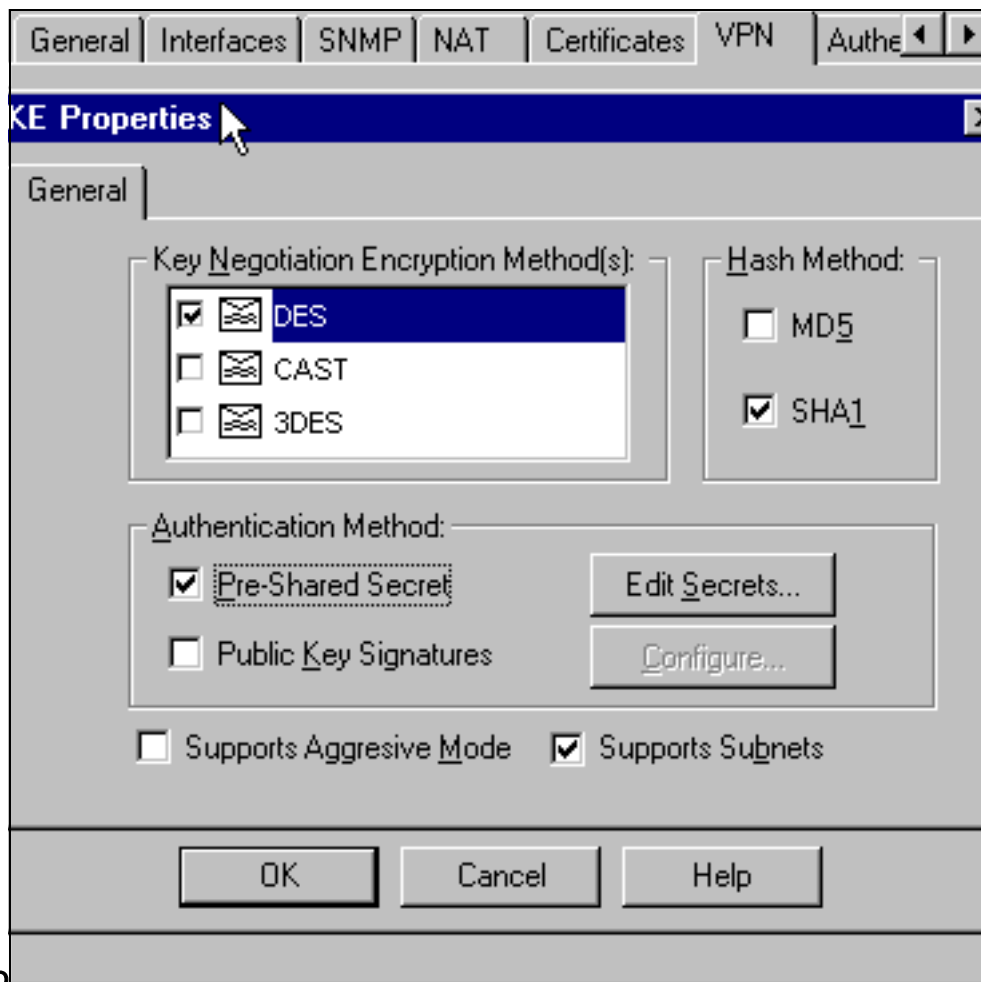 General Interfaces SNMP NAT Certificates VPN Authe
KE Properties
General
Key Negotiation Encryption Method(s):
DES
CAST
3DES
Hash Method:
MD5
SHA1
Authentication Method:
Pre-Shared Secret
Edit Secrets...
Public Key Signatures
Configure...
Supports Aggresive Mode
Supports Subnets
OK
Cancel
Help